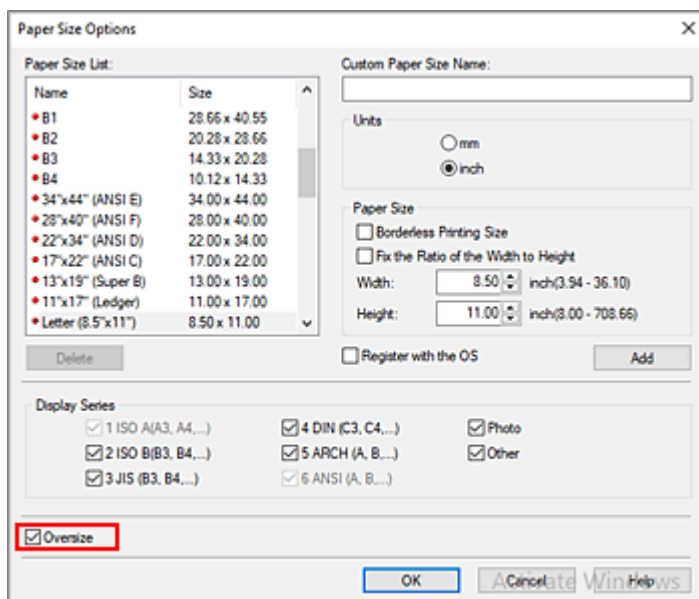 Paper Size Options
Paper Size List:
Name Size
B1 28.66 x 40.55
B2 20.28 x 28.66
B3 14.33 x 20.28
B4 10.12 x 14.33
34"x44" (ANSI E) 34.00 x 44.00
28"x40" (ANSI F) 28.00 x 40.00
22"x34" (ANSI D) 22.00 x 34.00
17"x22" (ANSI C) 17.00 x 22.00
13"x19" (Super B) 13.00 x 19.00
11"x17" (Ledger) 11.00 x 17.00
Letter (8.5"x11") 8.50 x 11.00
Delete
Custom Paper Size Name:
Units
mm
inch
Paper Size
Borderless Printing Size
Fix the Ratio of the Width to Height
Width: 8.50 inch(3.94 - 36.10)
Height: 11.00 inch(8.00 - 708.66)
Register with the OS Add
Display Series
1 ISO A(A3, A4,...) 4 DIN (C3, C4,...) Photo
2 ISO B(B3, B4,...) 5 ARCH (A, B,...) Other
3 JIS (B3, B4,...) 6 ANSI (A, B,...)
Oversize
OK Cancel Help
Activate Windows